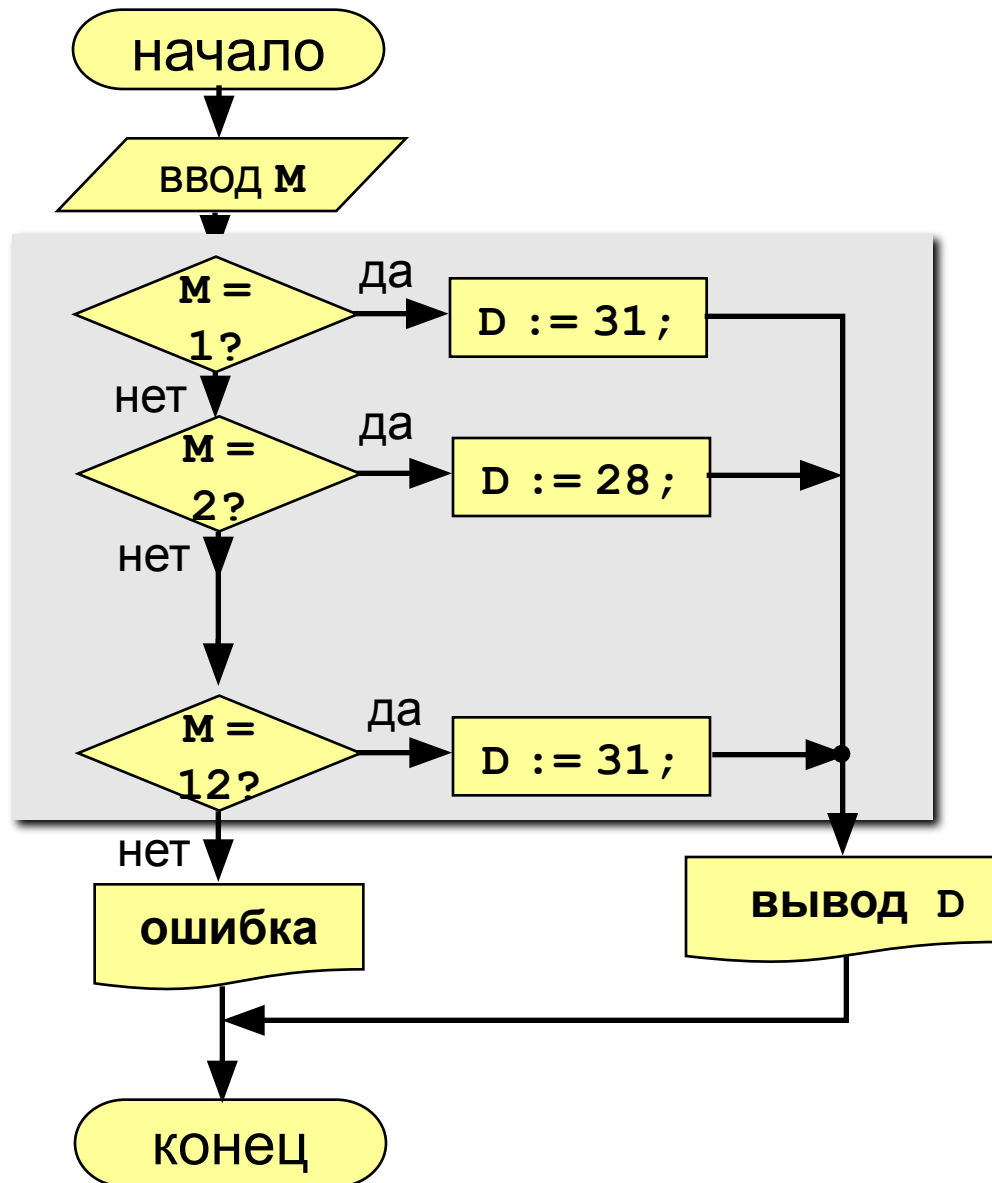 начало
ввод M
M =
1?
да
D := 31;
нет
M =
2?
да
D := 28;
нет
M =
12?
да
D := 31;
нет
ошибка
вывод D
конец